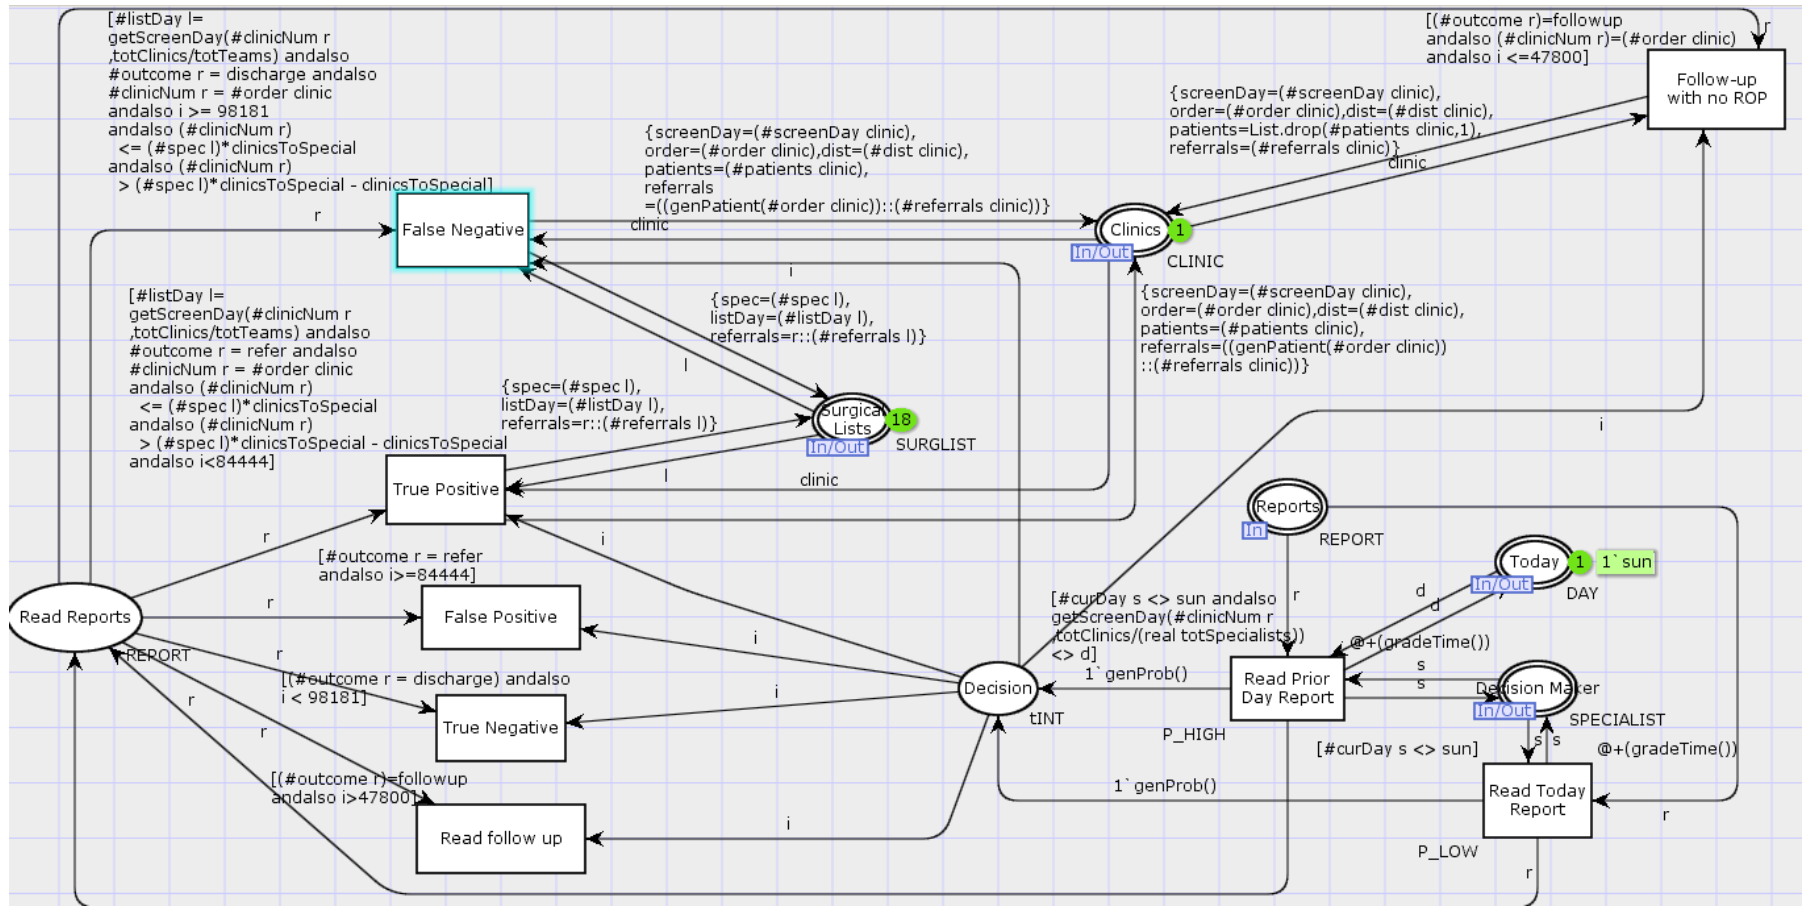 [#listDay l=
getScreenDay(#clinicNum r
,totClinics/totTeams) andalso
#outcome r = discharge andalso
#clinicNum r = #order clinic
andalso i >= 98181
andalso (#clinicNum r)
<= (#spec l)*clinicsToSpecial
andalso (#clinicNum r)
> (#spec l)*clinicsToSpecial - clinicsToSpecial]
[(#outcome r)=followup
andalso (#clinicNum r)=(#order clinic)
andalso i <=47800]
r
Follow-up
with no ROP
{screenDay=(#screenDay clinic),
order=(#order clinic),dist=(#dist clinic),
patients=List.drop(#patients clinic,1),
referrals=(#referrals clinic)}
clinic
{screenDay=(#screenDay clinic),
order=(#order clinic),dist=(#dist clinic),
patients=(#patients clinic),
referrals
=((genPatient(#order clinic))::(#referrals clinic))}
clinic
r
False Negative
Clinics
1
In/Out
CLINIC
i
{spec=(#spec l),
listDay=(#listDay l),
referrals=r::(#referrals l)}
l
{screenDay=(#screenDay clinic),
order=(#order clinic),dist=(#dist clinic),
patients=(#patients clinic),
referrals=((genPatient(#order clinic))
::(#referrals clinic))}
[#listDay l=
getScreenDay(#clinicNum r
,totClinics/totTeams) andalso
#outcome r = refer andalso
#clinicNum r = #order clinic
andalso (#clinicNum r)
<= (#spec l)*clinicsToSpecial
andalso (#clinicNum r)
> (#spec l)*clinicsToSpecial - clinicsToSpecial
andalso i<84444]
{spec=(#spec l),
listDay=(#listDay l),
referrals=r::(#referrals l)}
Surgical
Lists
18
In/Out
SURGLIST
i
l
clinic
True Positive
r
i
Reports
In
REPORT
[#outcome r = refer
andalso i>=84444]
Today
1
1`sun
In/Out
DAY
r
False Positive
i
Read Reports
REPORT
r
d
d
[#curDay s <> sun andalso
getScreenDay(#clinicNum r
,totClinics/(real totSpecialists))
<> d]
r
@+(gradeTime())
s
s
1`genProb()
Read Prior
Day Report
P_HIGH
Decision Maker
In/Out
SPECIALIST
Decision
tINT
[(#outcome r = discharge) andalso
i < 98181]
r
i
True Negative
r
[#curDay s <> sun]
s
s
@+(gradeTime())
[(#outcome r)=followup
andalso i>47800]
1`genProb()
Read Today
Report
P_LOW
r
Read follow up
i
r